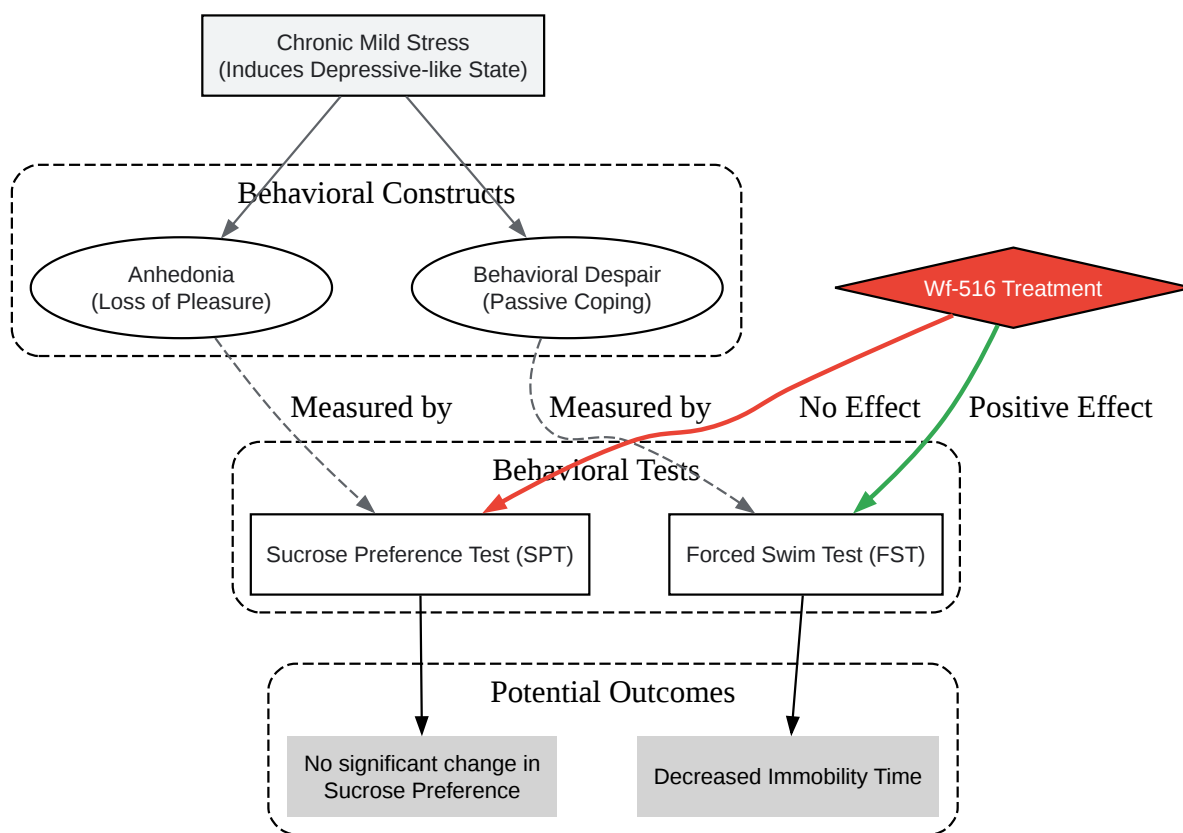 Chronic Mild Stress
(Induces Depressive-like State)
Behavioral Constructs
Anhedonia
(Loss of Pleasure)
Behavioral Despair
(Passive Coping)
Wf-516 Treatment
Measured by
Measured by
No Effect
Positive Effect
Behavioral Tests
Sucrose Preference Test (SPT)
Forced Swim Test (FST)
Potential Outcomes
No significant change in
Sucrose Preference
Decreased Immobility Time